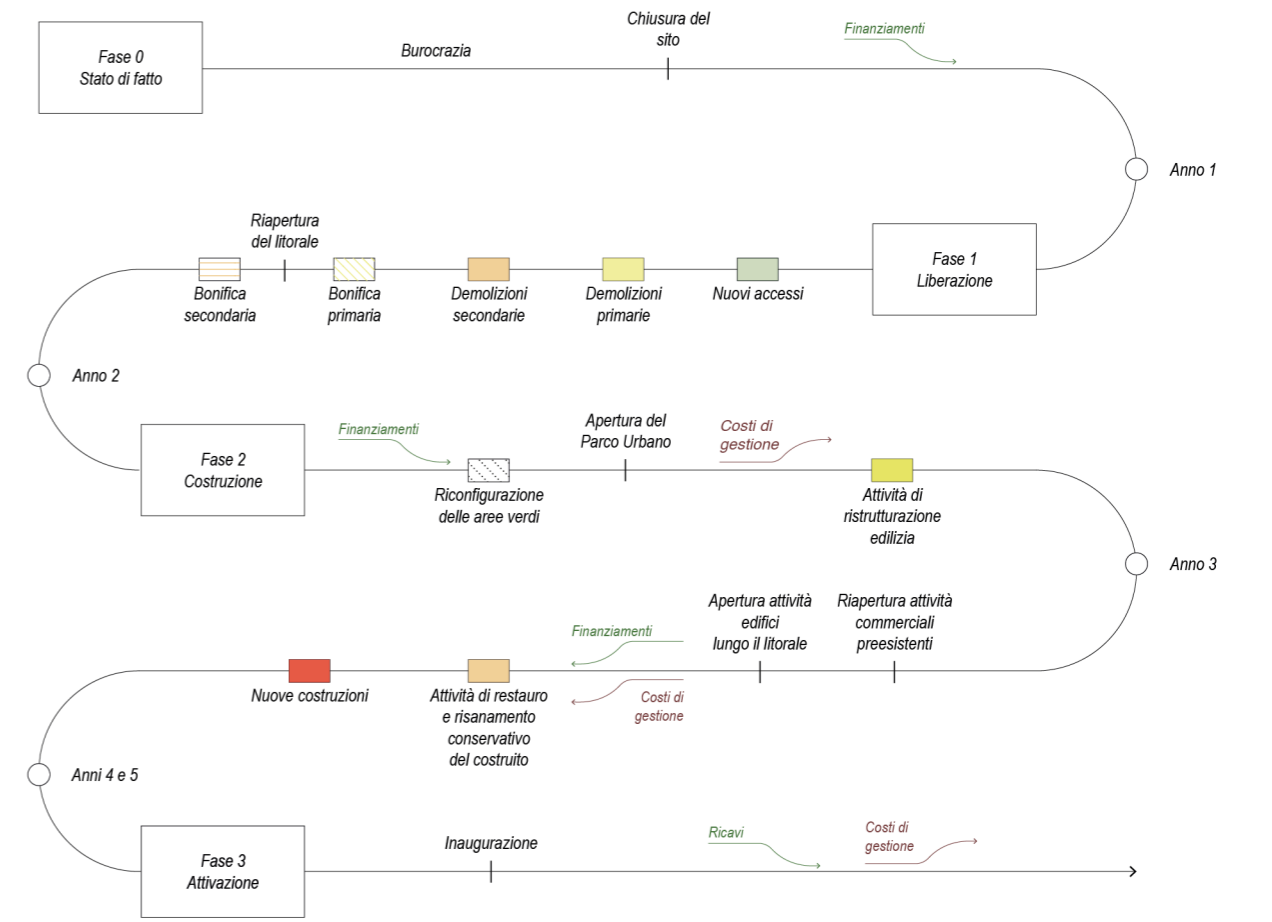 Fase 0
Stato di fatto
Burocrazia
Chiusura del
sito
Finanziamenti
Anno 1
Fase 1
Liberazione
Nuovi accessi
Demolizioni
primarie
Demolizioni
secondarie
Bonifica
primaria
Riapertura
del litorale
Bonifica
secondaria
Anno 2
Fase 2
Costruzione
Finanziamenti
Riconfigurazione
delle aree verdi
Apertura del
Parco Urbano
Costi di
gestione
Attività di
ristrutturazione
edilizia
Anno 3
Riapertura attività
commerciali
preesistenti
Apertura attività
edifici
lungo il litorale
Finanziamenti
Costi di
gestione
Attività di restauro
e risanamento
conservativo
del costruito
Nuove costruzioni
Anni 4 e 5
Fase 3
Attivazione
Inaugurazione
Ricavi
Costi di
gestione